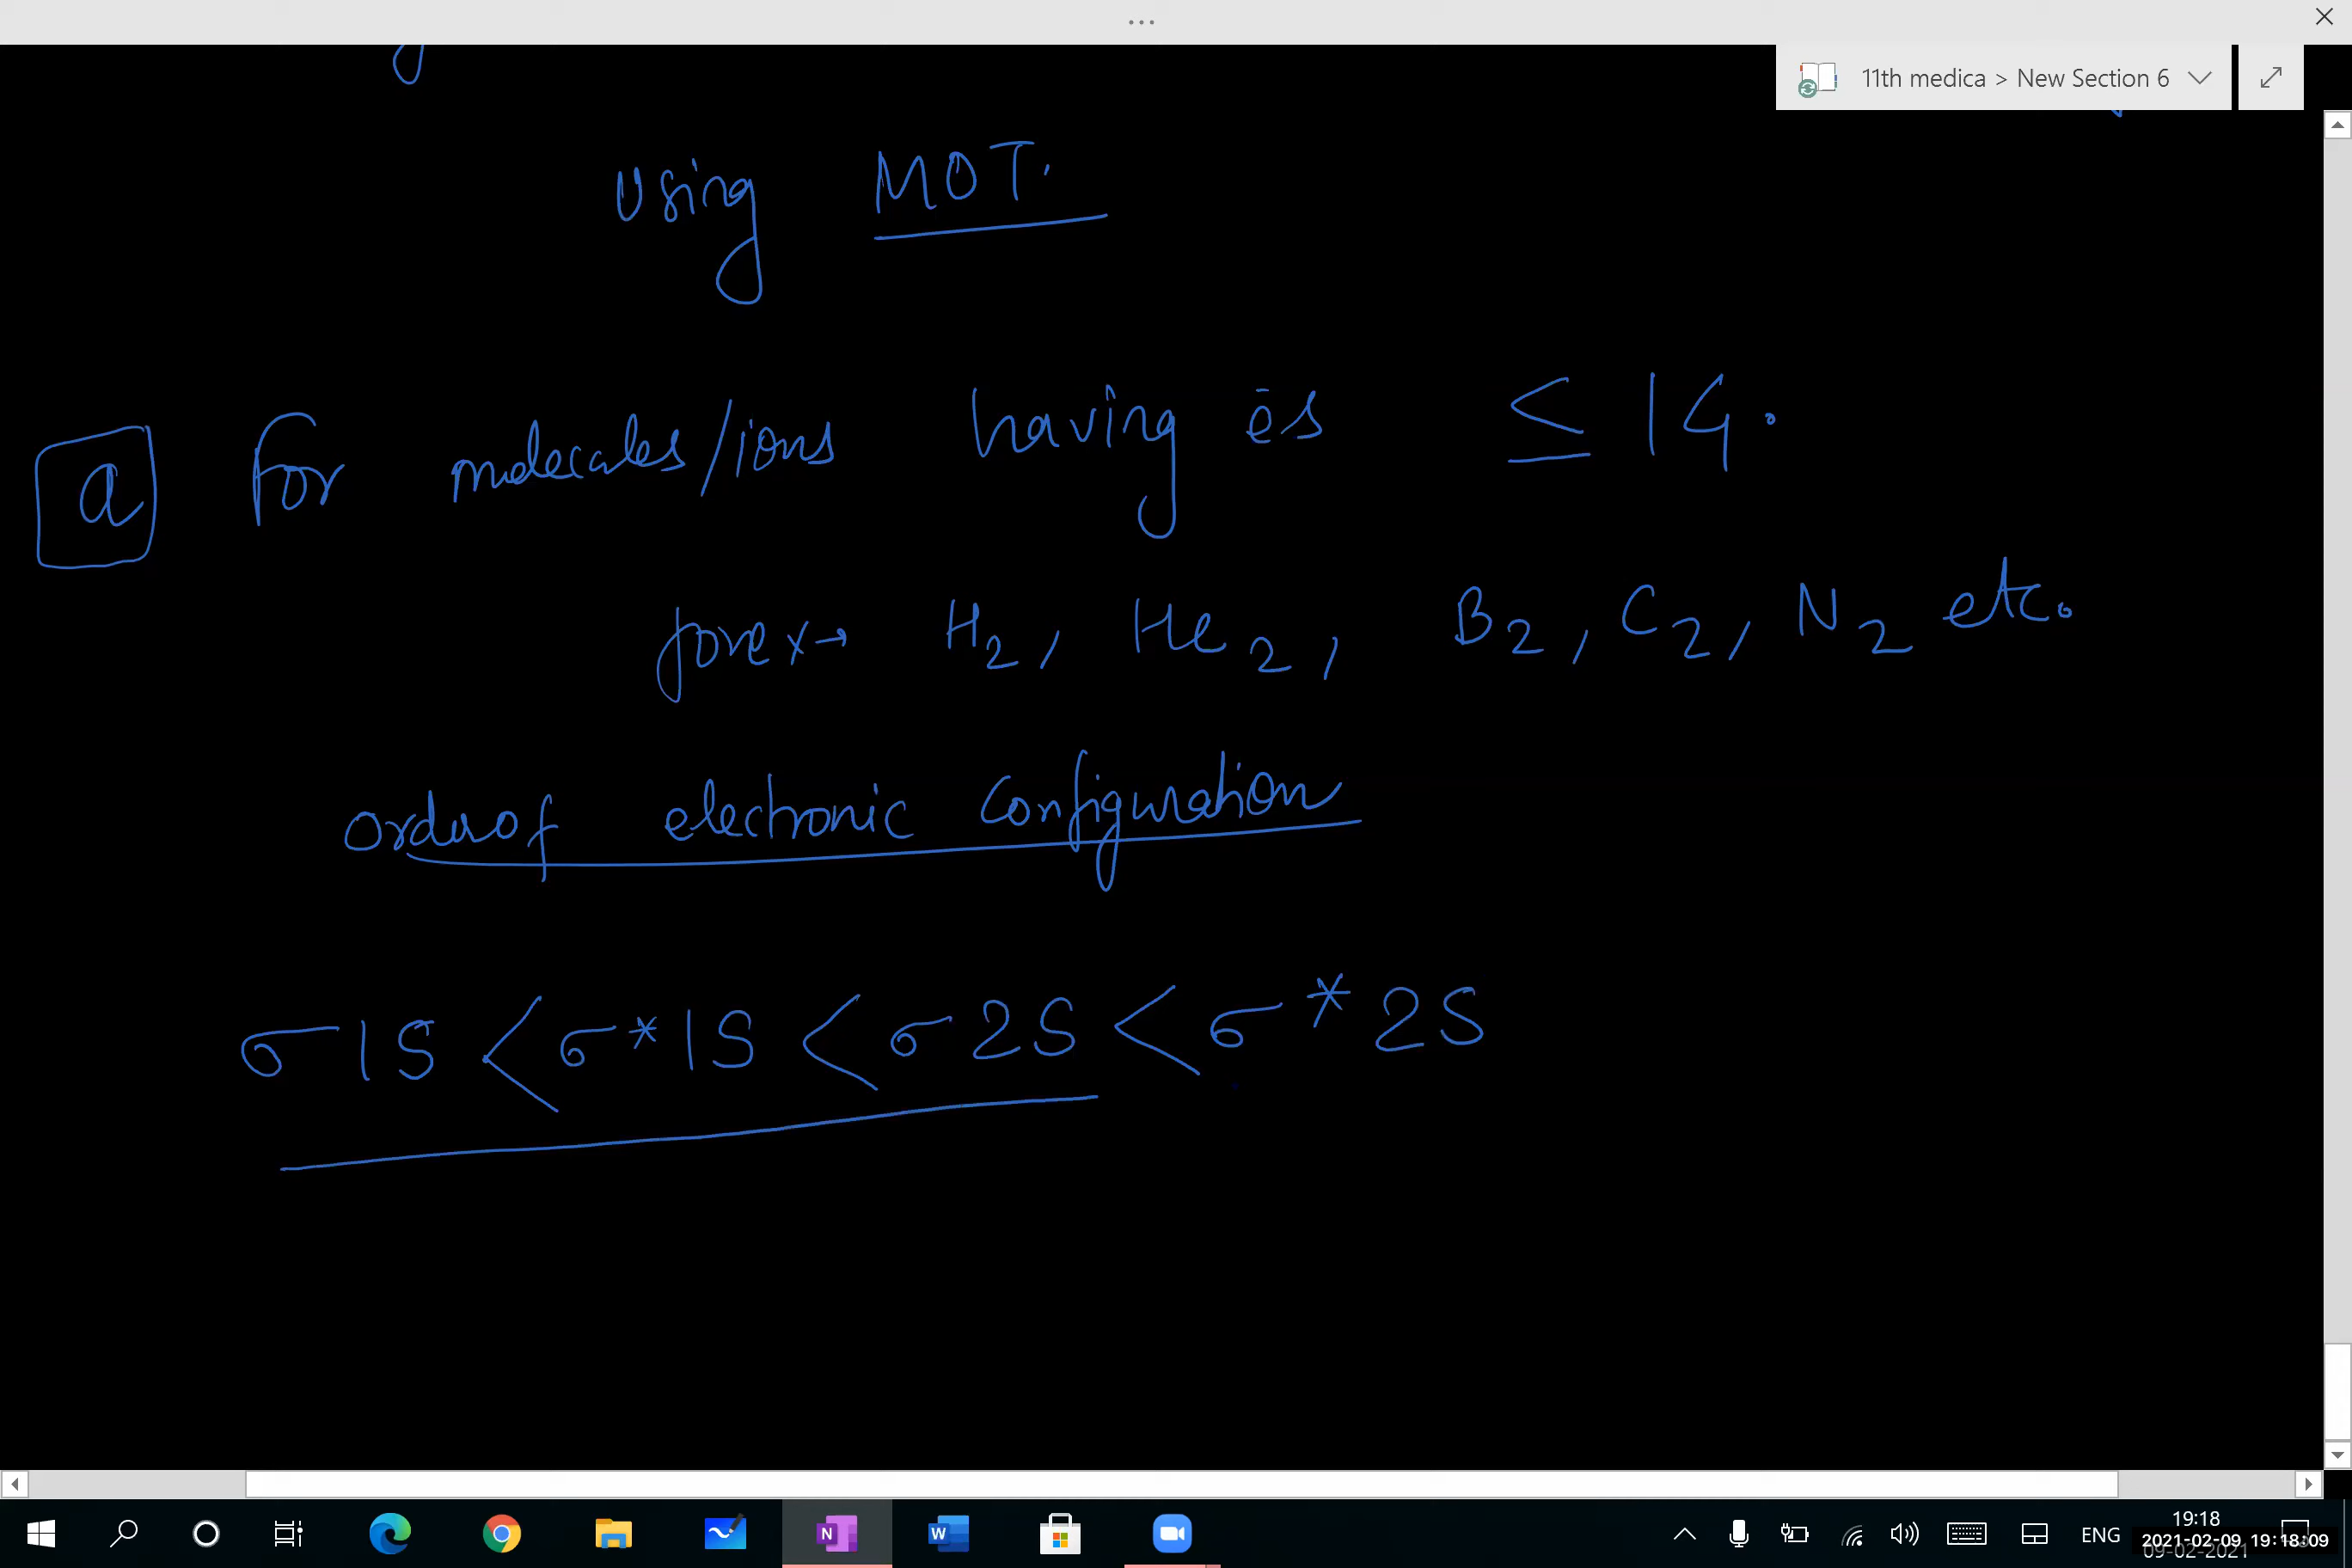 ...
11th medica > New Section 6
Using MOT.
a For molecules/ions having ēs ≤ 14.
forex→ H₂, He₂, B₂, C₂, N₂ etc.
order of electronic configuration
σ1S < σ*1S < σ2S < σ*2S
ENG
19:18
09-02-2021
2021-02-09 19:18:09